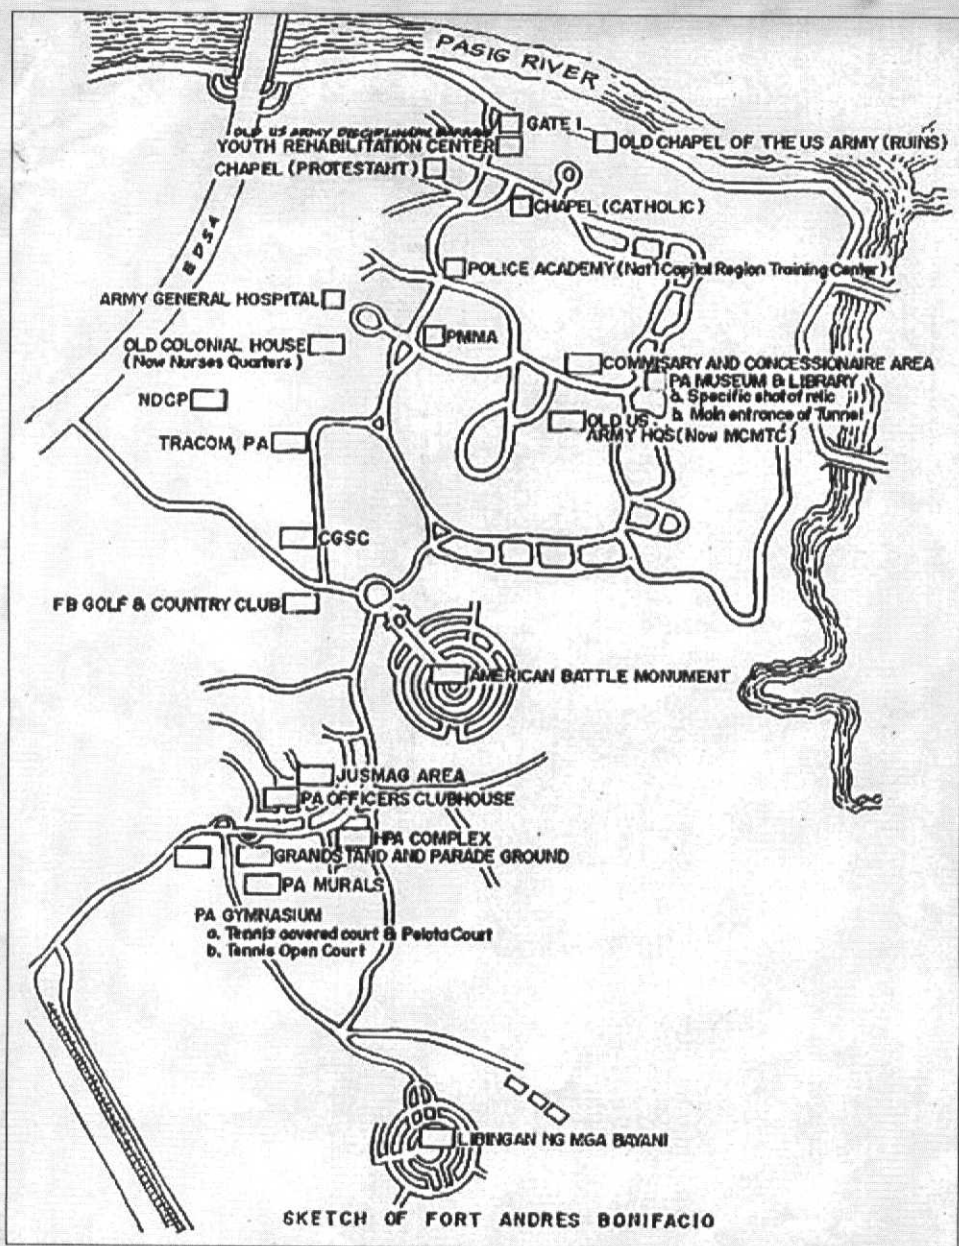 PASIG RIVER
GATE I
OLD US ARMY DISCIPLINARY
YOUTH REHABILITATION CENTER
OLD CHAPEL OF THE US ARMY (RUINS)
CHAPEL (PROTESTANT)
CHAPEL (CATHOLIC)
EDSA
POLICE ACADEMY (Nat'l Capital Region Training Center)
ARMY GENERAL HOSPITAL
OLD COLONIAL HOUSE
(Now Nurses Quarters)
PMMA
COMMISARY AND CONCESSIONAIRE AREA
PA MUSEUM & LIBRARY
a. Specific shot of relic
b. Main entrance of Tunnel
NDCP
OLD US
ARMY HQS (Now MCMTC)
TRACOM, PA
CGSC
FB GOLF & COUNTRY CLUB
AMERICAN BATTLE MONUMENT
JUSMAG AREA
PA OFFICERS CLUBHOUSE
HPA COMPLEX
GRANDSTAND AND PARADE GROUND
PA MURALS
PA GYMNASIUM
a. Tennis covered court & Pelota Court
b. Tennis Open Court
LIBINGAN NG MGA BAYANI
SKETCH OF FORT ANDRES BONIFACIO